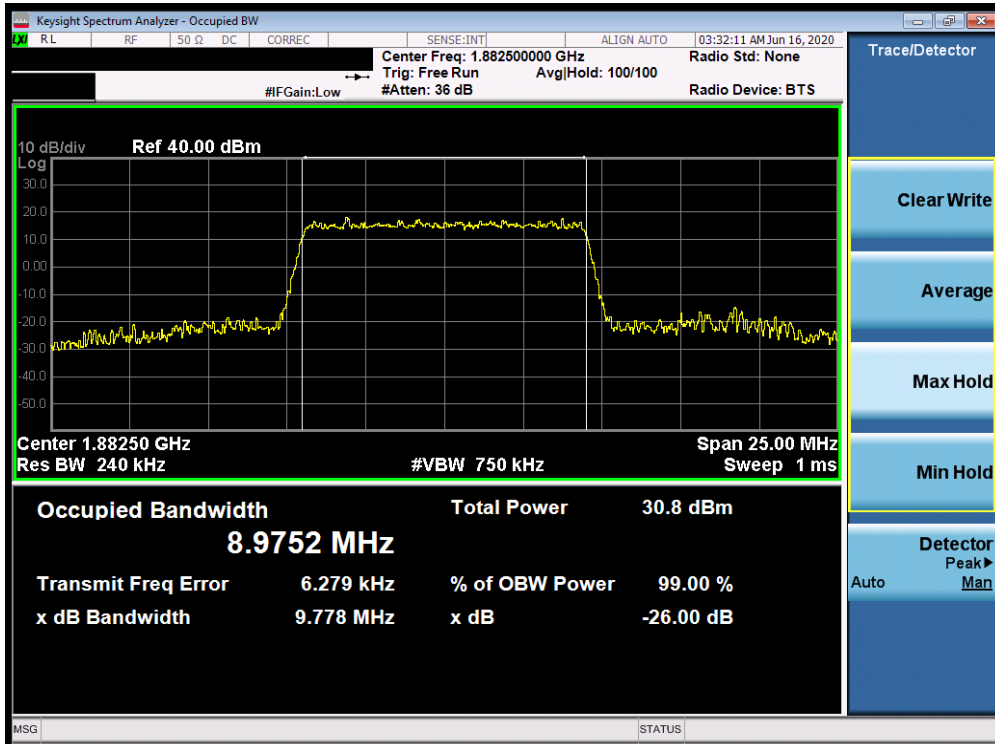 Keysight Spectrum Analyzer - Occupied BW
LXI RL RF 50 Ω DC CORREC SENSE:INT ALIGN AUTO 03:32:11 AM Jun 16, 2020
Center Freq: 1.882500000 GHz Radio Std: None
Trig: Free Run Avg|Hold: 100/100
#IFGain:Low #Atten: 36 dB Radio Device: BTS
Trace/Detector
10 dB/div Ref 40.00 dBm
Log
30.0
20.0
10.0
0.00
-10.0
-20.0
-30.0
-40.0
-50.0
Center 1.88250 GHz Span 25.00 MHz
Res BW 240 kHz #VBW 750 kHz Sweep 1 ms
Occupied Bandwidth Total Power 30.8 dBm
8.9752 MHz
Transmit Freq Error 6.279 kHz % of OBW Power 99.00 %
x dB Bandwidth 9.778 MHz x dB -26.00 dB
Clear Write
Average
Max Hold
Min Hold
Detector
Peak▶
Auto Man
MSG STATUS